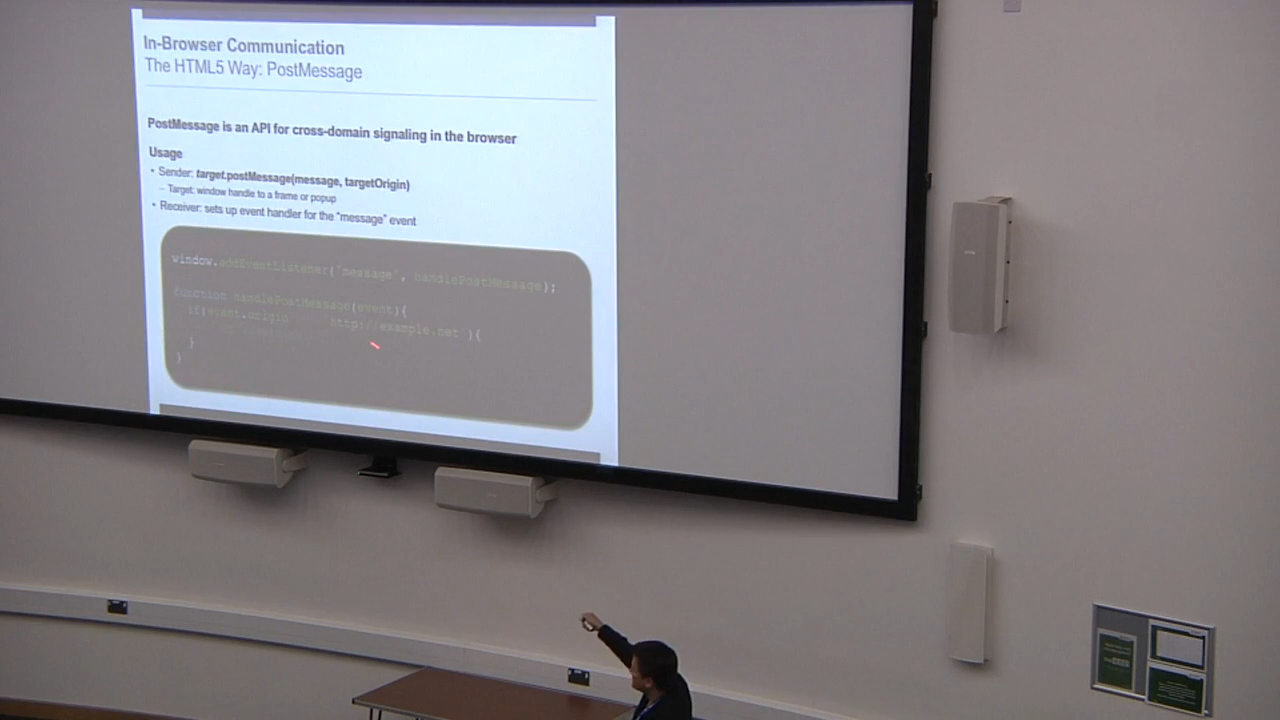 In-Browser Communication
The HTML5 Way: PostMessage
PostMessage is an API for cross-domain signaling in the browser
Usage
• Sender: target.postMessage(message, targetOrigin)
– Target: window handle to a frame or popup
• Receiver: sets up event handler for the "message" event
window.addEventListener("message", handlePostMessage);
function handlePostMessage(event){
if(event.origin http://example.net"){
}
}